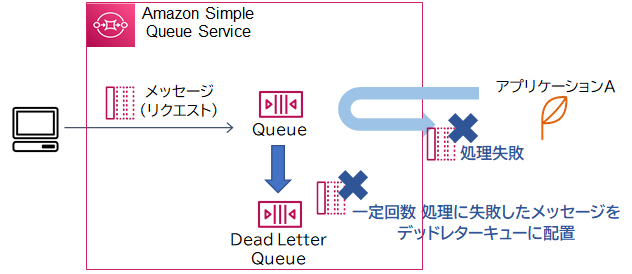 Amazon Simple
Queue Service
メッセージ
（リクエスト）
アプリケーションA
Queue
処理失敗
一定回数 処理に失敗したメッセージを
デッドレターキューに配置
Dead Letter
Queue